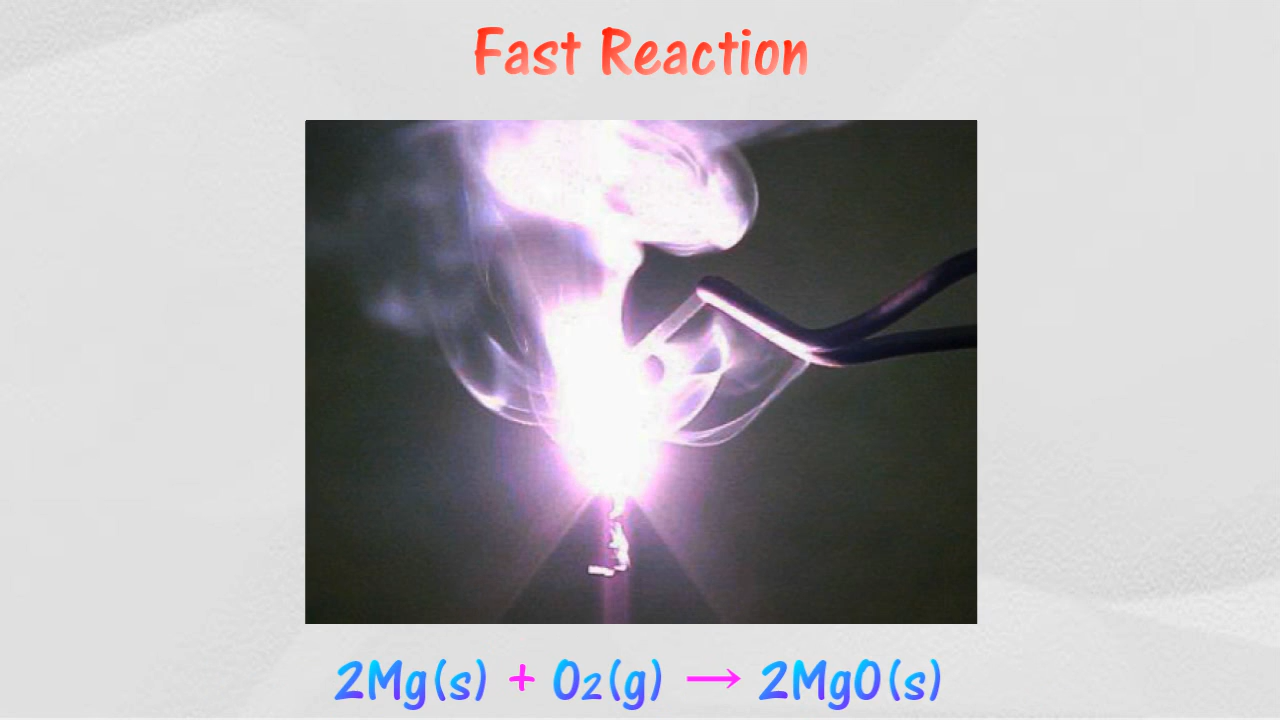 Fast Reaction
2Mg(s) + O2(g) → 2MgO(s)